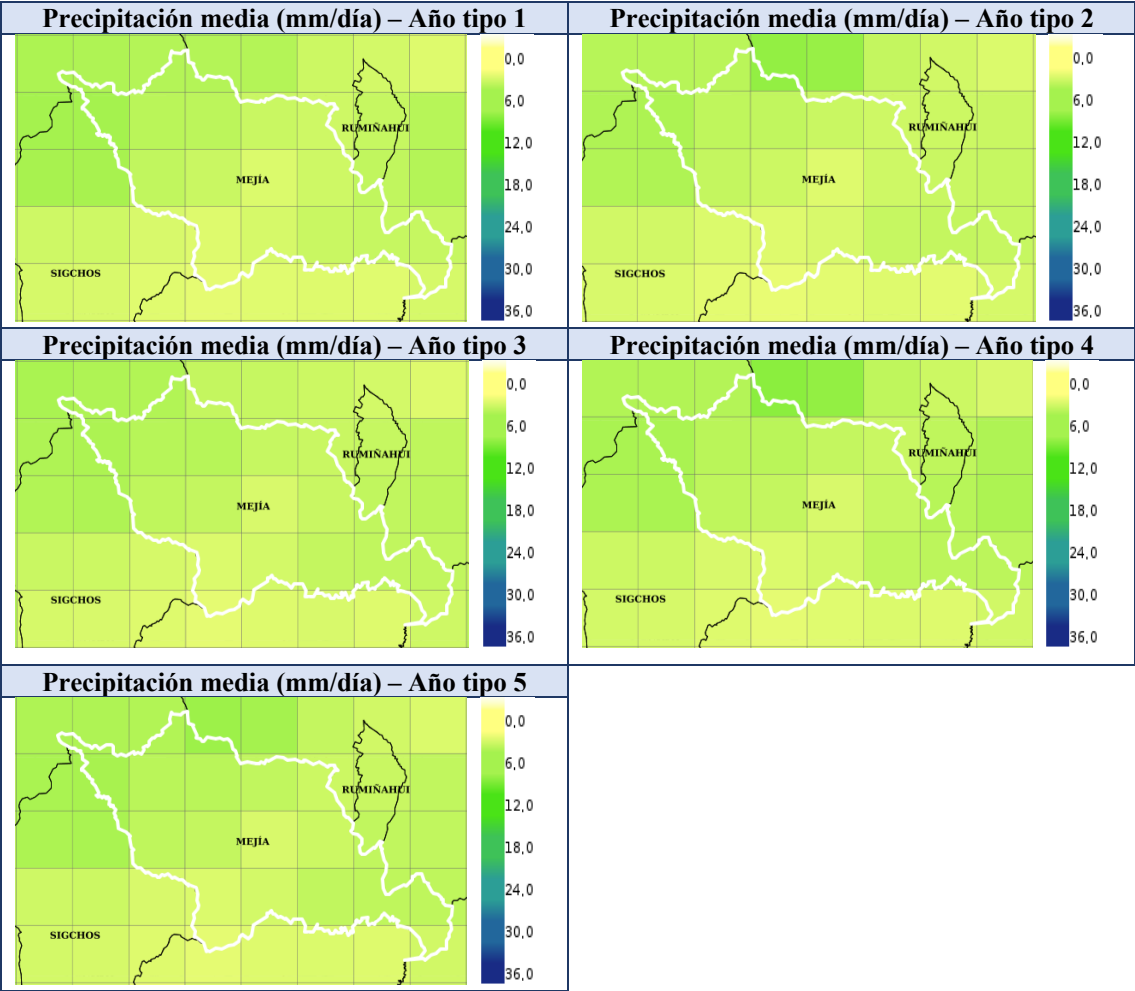 Precipitación media (mm/día) – Año tipo 1
0,0
6,0
12,0
18,0
24,0
30,0
36,0
RUMIÑAHUI
MEJÍA
SIGCHOS
Precipitación media (mm/día) – Año tipo 2
0,0
6,0
12,0
18,0
24,0
30,0
36,0
RUMIÑAHUI
MEJÍA
SIGCHOS
Precipitación media (mm/día) – Año tipo 3
0,0
6,0
12,0
18,0
24,0
30,0
36,0
RUMIÑAHUI
MEJÍA
SIGCHOS
Precipitación media (mm/día) – Año tipo 4
0,0
6,0
12,0
18,0
24,0
30,0
36,0
RUMIÑAHUI
MEJÍA
SIGCHOS
Precipitación media (mm/día) – Año tipo 5
0,0
6,0
12,0
18,0
24,0
30,0
36,0
RUMIÑAHUI
MEJÍA
SIGCHOS